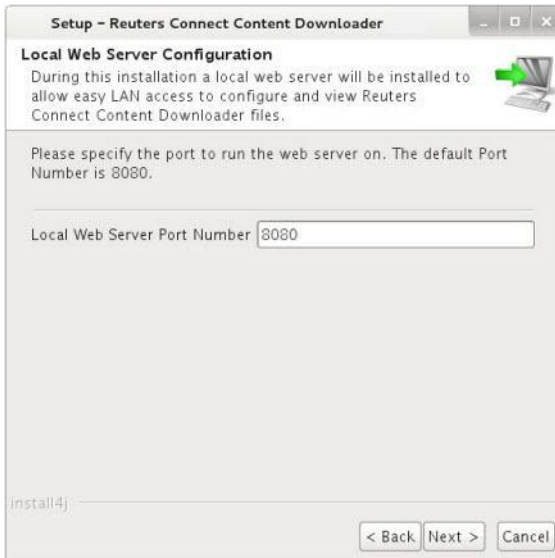 Setup - Reuters Connect Content Downloader
Local Web Server Configuration
During this installation a local web server will be installed to
allow easy LAN access to configure and view Reuters
Connect Content Downloader files.
Please specify the port to run the web server on. The default Port
Number is 8080.
Local Web Server Port Number 8080
install4j
< Back Next > Cancel